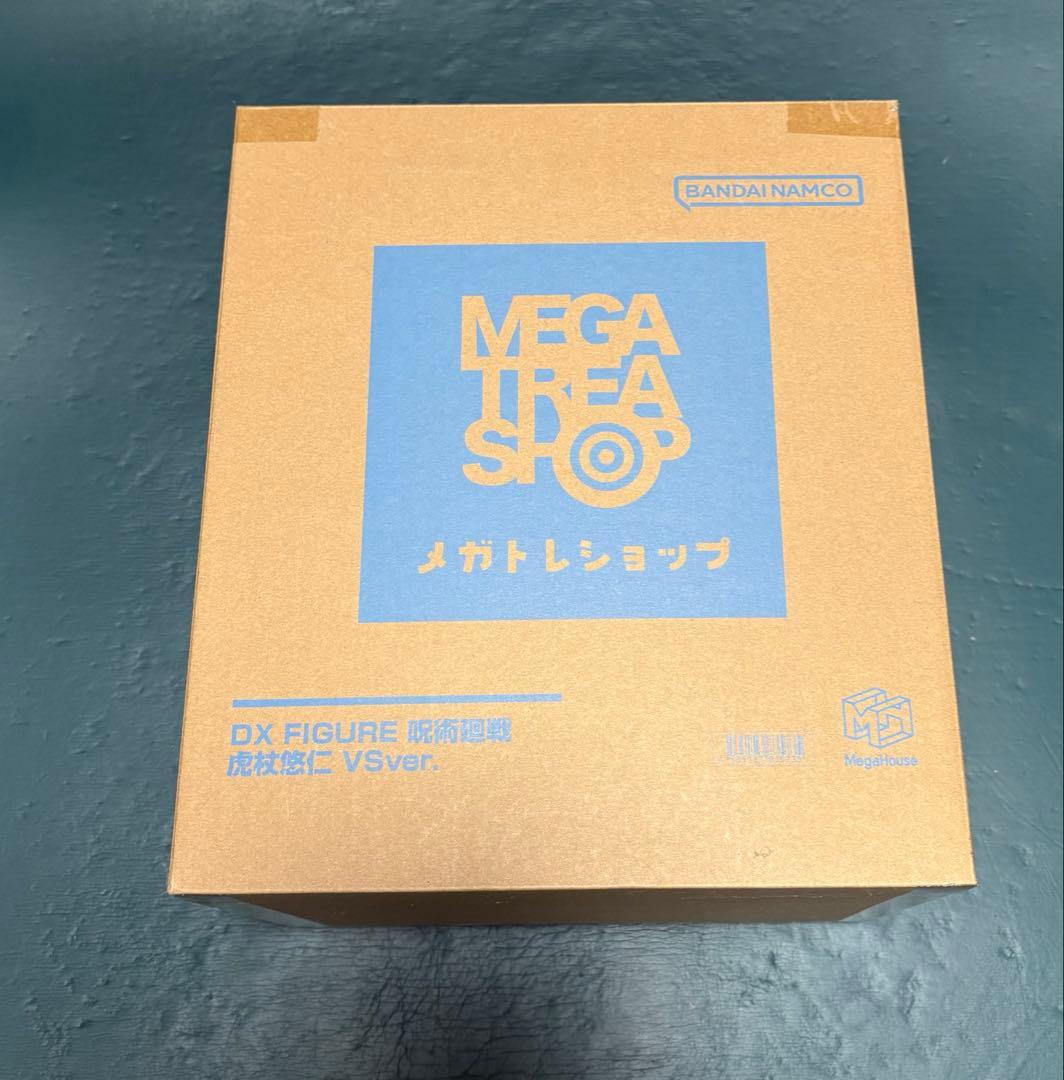 BANDAI NAMCO
MEGA
TREA
SHOP
メガトレショップ
DX FIGURE 呪術廻戦
虎杖悠仁 VSver.
MegaHouse